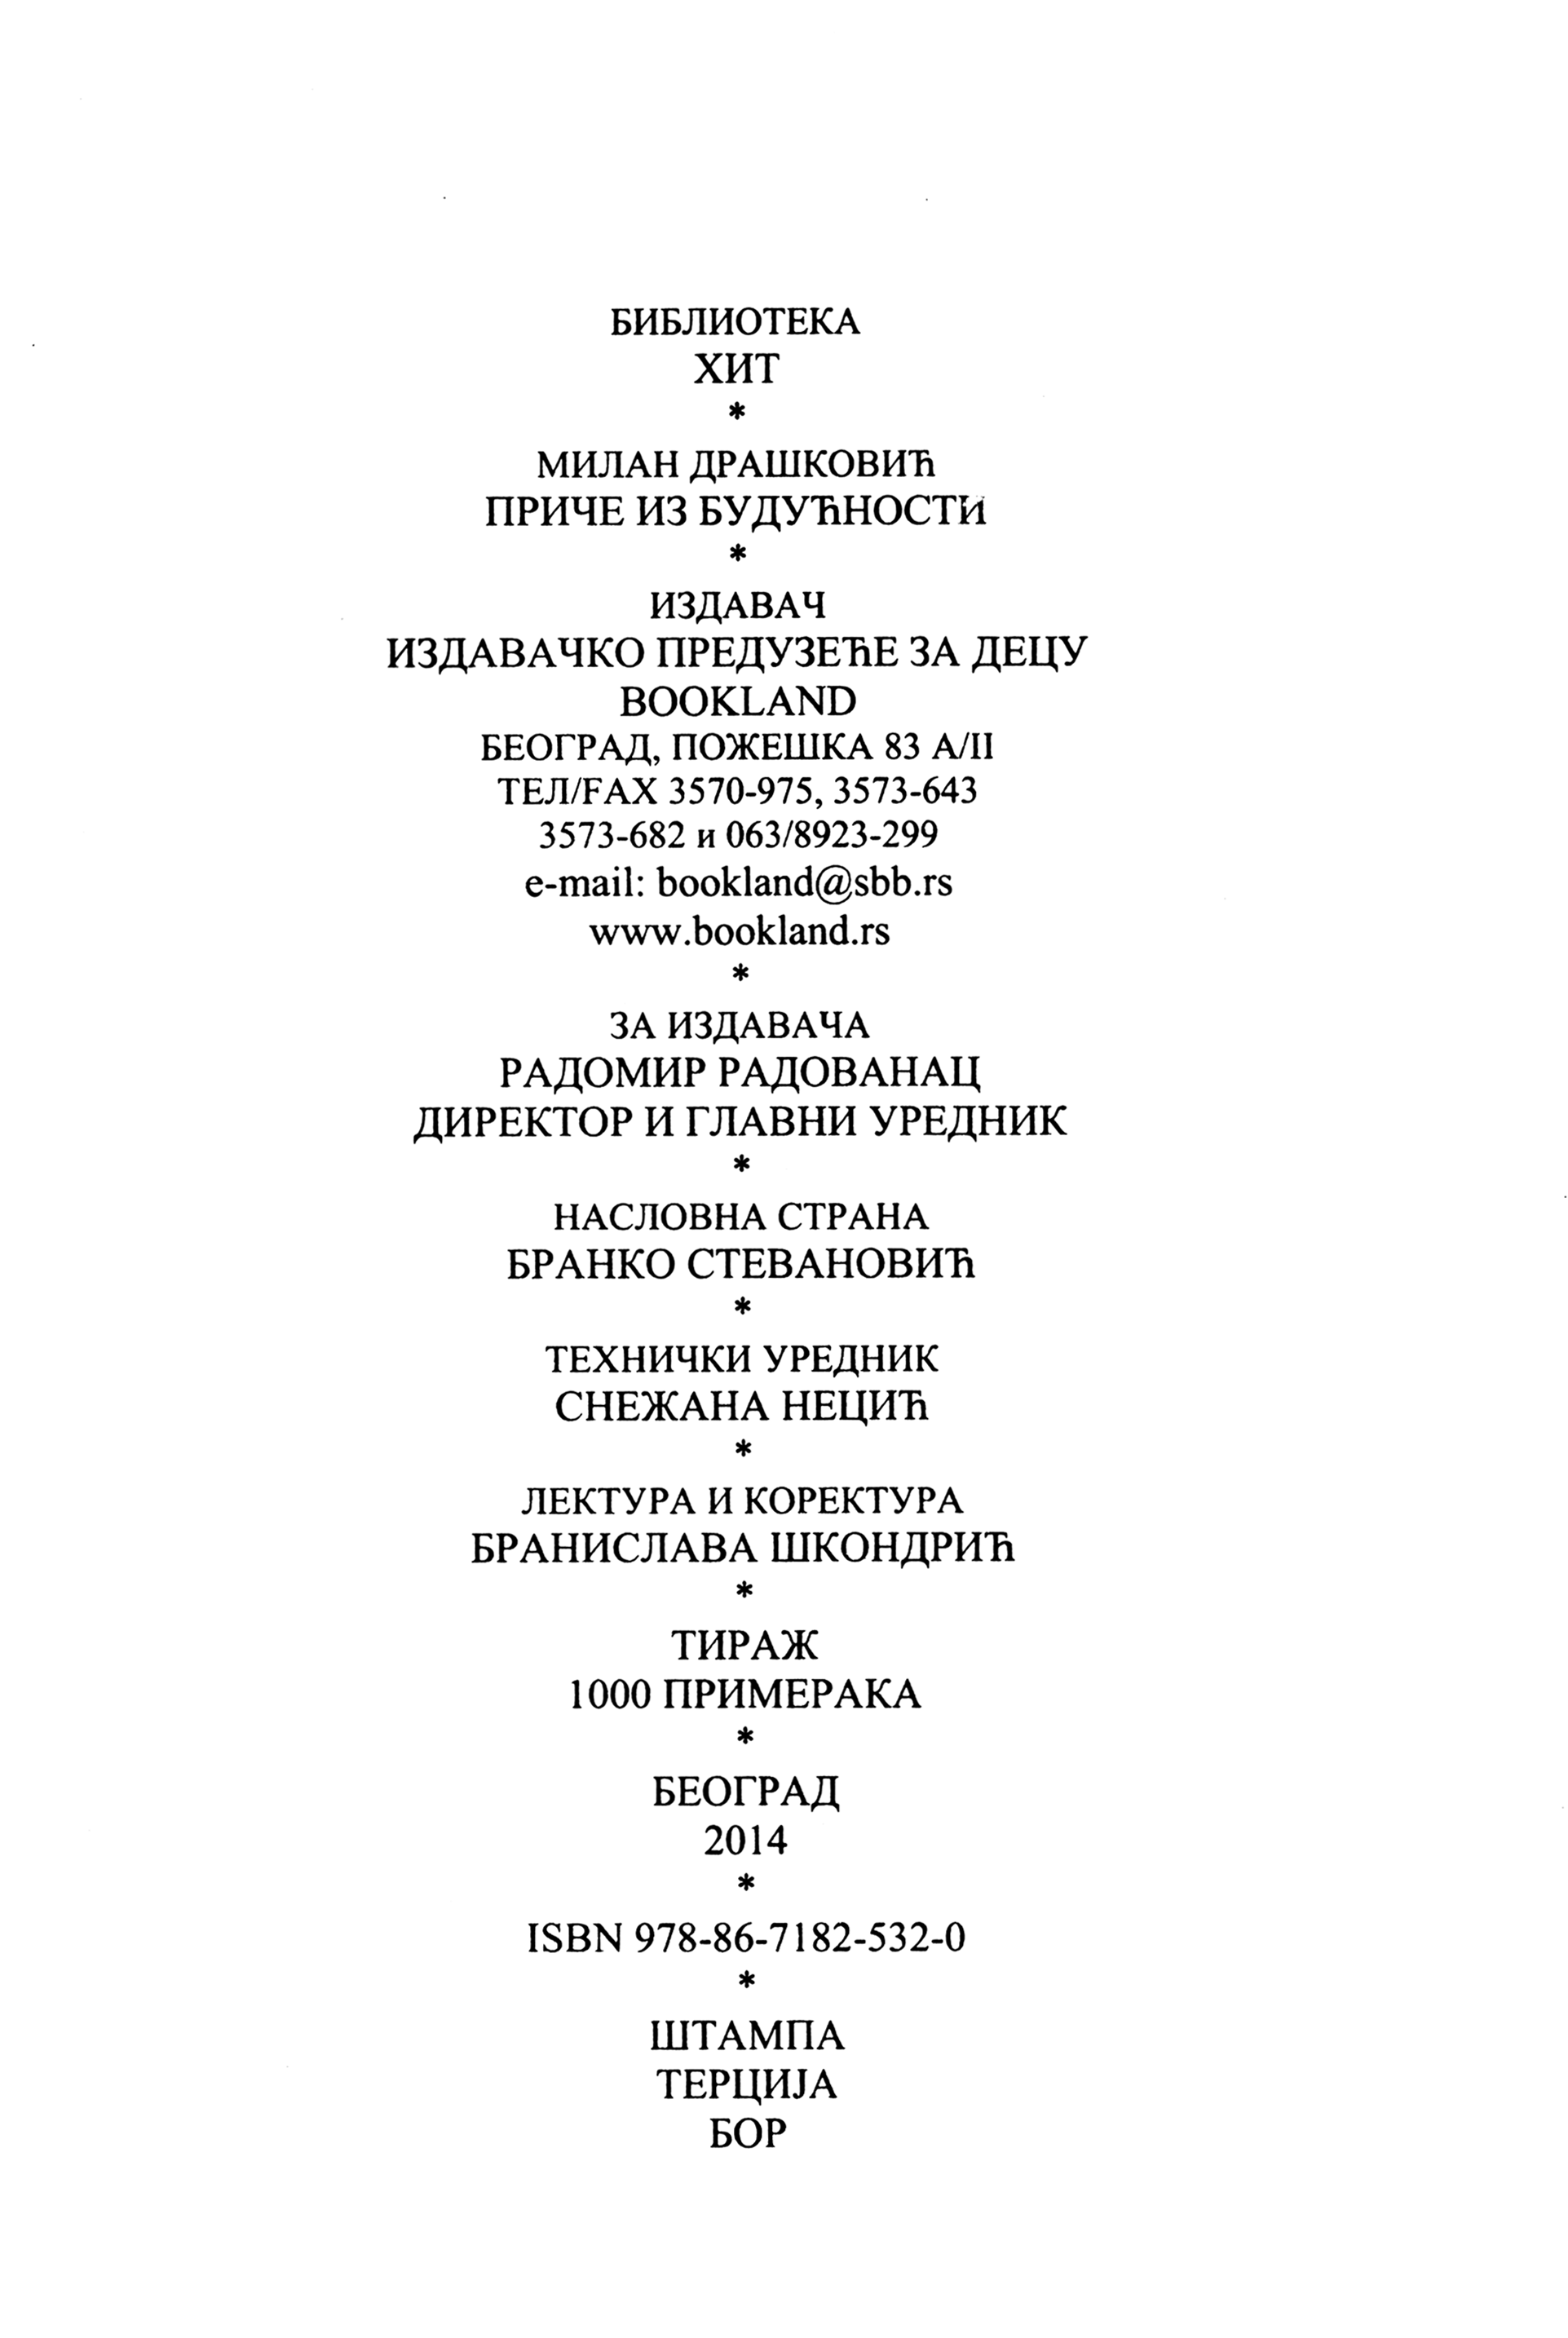 БИБЛИОТЕКА
ХИТ
*
МИЛАН ДРАШКОВИЋ
ПРИЧЕ ИЗ БУДУЋНОСТИ
*
ИЗДАВАЧ
ИЗДАВАЧКО ПРЕДУЗЕЋЕ ЗА ДЕЦУ
BOOKLAND
БЕОГРАД, ПОЖЕШКА 83 А/II
ТЕЛ/FAX 3570-975, 3573-643
3573-682 и 063/8923-299
e-mail: bookland@sbb.rs
www.bookland.rs
*
ЗА ИЗДАВАЧА
РАДОМИР РАДОВАНАЦ
ДИРЕКТОР И ГЛАВНИ УРЕДНИК
*
НАСЛОВНА СТРАНА
БРАНКО СТЕВАНОВИЋ
*
ТЕХНИЧКИ УРЕДНИК
СНЕЖАНА НЕЦИЋ
*
ЛЕКТУРА И КОРЕКТУРА
БРАНИСЛАВА ШКОНДРИЋ
*
ТИРАЖ
1000 ПРИМЕРАКА
*
БЕОГРАД
2014
*
ISBN 978-86-7182-532-0
*
ШТАМПА
ТЕРЦИЈА
БОР